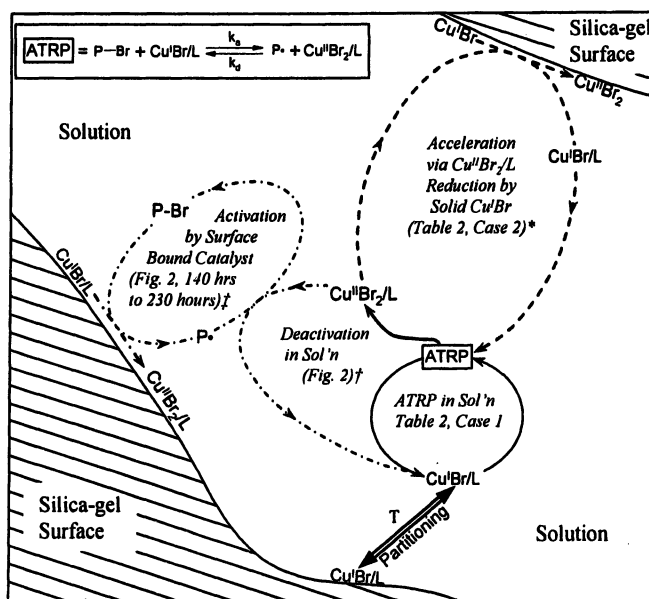 ATRP = P—Br + CuᴵBr/L kₐ k_d P• + CuᴵᴵBr₂/L
CuᴵBr
Silica-gel
Surface
CuᴵᴵBr₂
Solution
Acceleration
via CuᴵᴵBr₂/L
Reduction by
Solid CuᴵBr
(Table 2, Case 2)*
CuᴵBr/L
P-Br
Activation
by Surface
Bound Catalyst
(Fig. 2, 140 hrs
to 230 hours)‡
P•
CuᴵBr/L
CuᴵᴵBr₂/L
CuᴵᴵBr₂/L
Deactivation
in Sol'n
(Fig. 2)†
ATRP
ATRP in Sol'n
Table 2, Case 1
CuᴵBr/L
Silica-gel
Surface
T
Partitioning
Solution
CuᴵBr/L